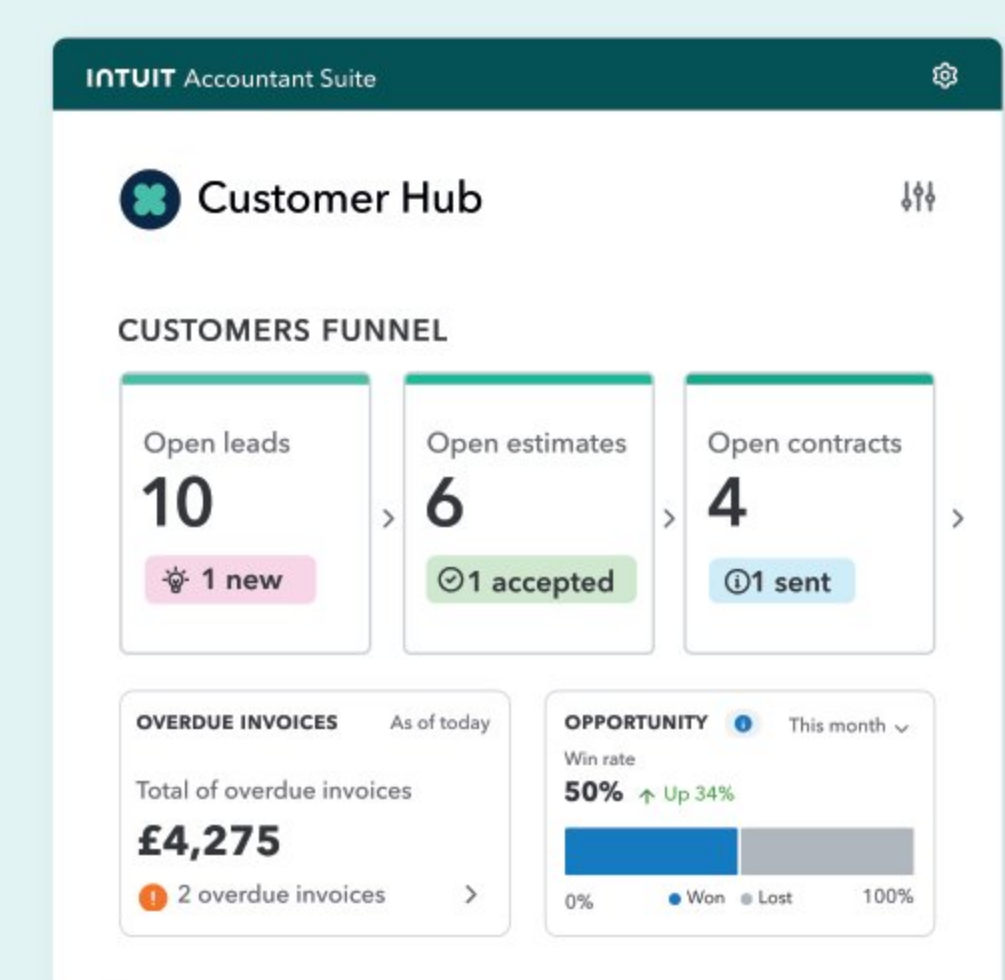 INTUIT Accountant Suite
Customer Hub
CUSTOMERS FUNNEL
Open leads
10
1 new
Open estimates
6
1 accepted
Open contracts
4
1 sent
OVERDUE INVOICES As of today
Total of overdue invoices
£4,275
2 overdue invoices
OPPORTUNITY This month
Win rate
50% Up 34%
0% Won Lost 100%